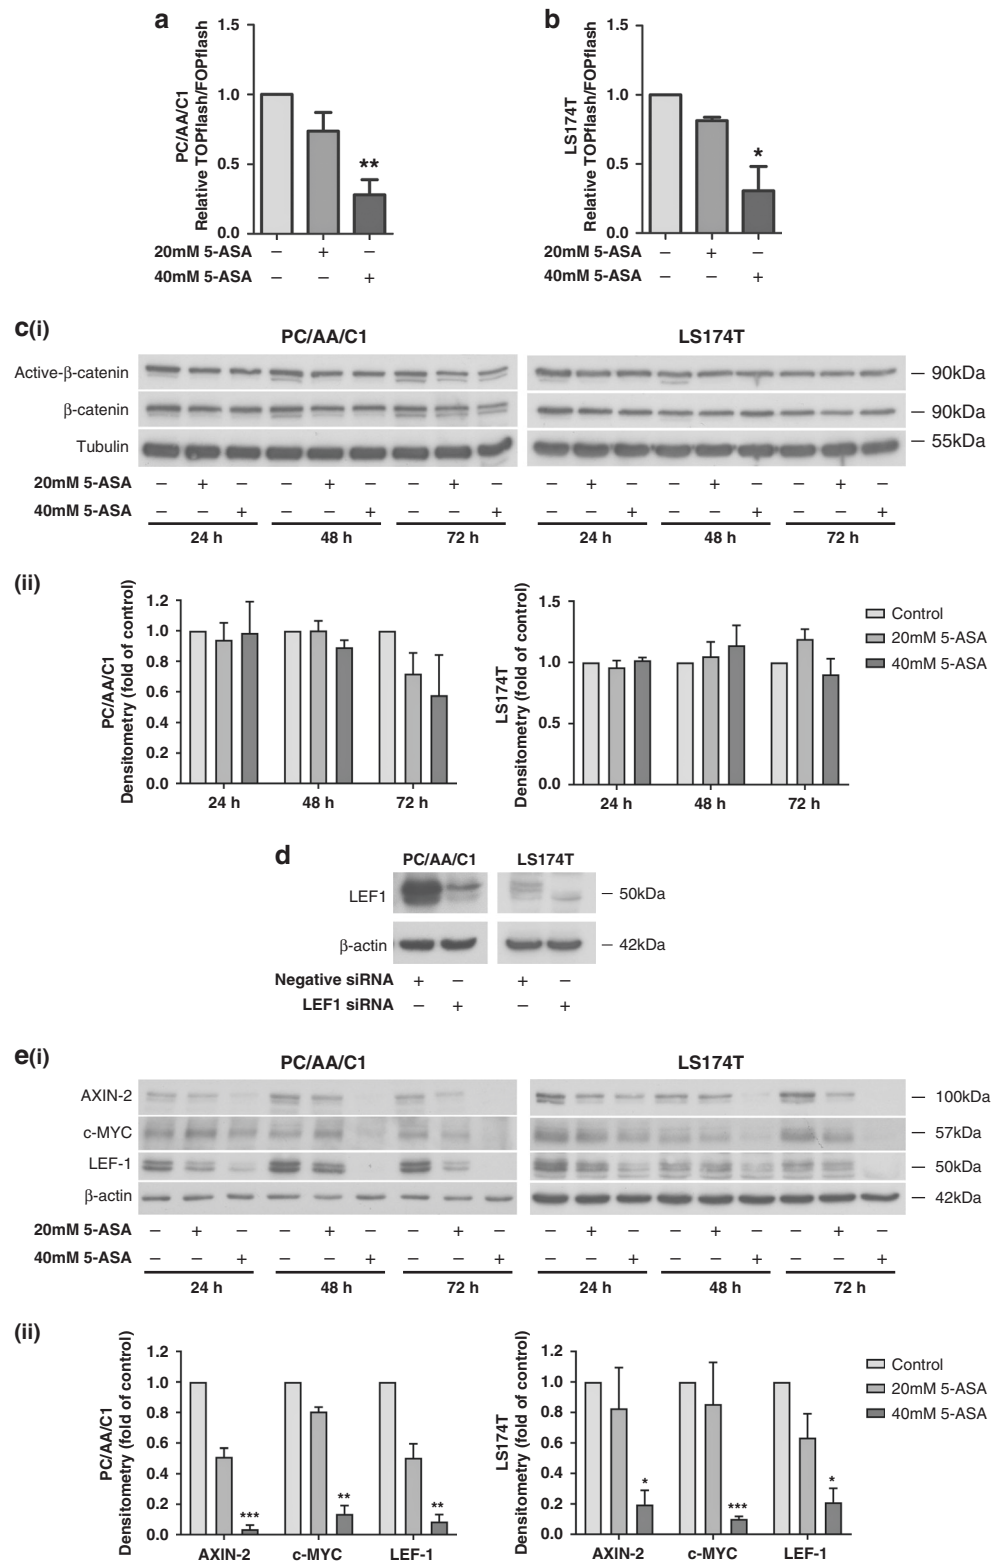 a
PC/AA/C1
Relative TOPflash/FOPflash
1.5
1.0
0.5
0.0
**
20mM 5-ASA − + −
40mM 5-ASA − − +
b
LS174T
Relative TOPflash/FOPflash
1.5
1.0
0.5
0.0
*
20mM 5-ASA − + −
40mM 5-ASA − − +
c(i)
PC/AA/C1 LS174T
Active-β-catenin − 90kDa
β-catenin − 90kDa
Tubulin − 55kDa
20mM 5-ASA − + − − + − − + − − + − − + − − + −
40mM 5-ASA − − + − − + − − + − − + − − + − − +
24 h 48 h 72 h 24 h 48 h 72 h
(ii)
PC/AA/C1
Densitometry (fold of control)
1.2
1.0
0.8
0.6
0.4
0.2
0.0
24 h 48 h 72 h
LS174T
Densitometry (fold of control)
1.5
1.0
0.5
0.0
24 h 48 h 72 h
Control
20mM 5-ASA
40mM 5-ASA
d
PC/AA/C1 LS174T
LEF1 − 50kDa
β-actin − 42kDa
Negative siRNA + − + −
LEF1 siRNA − + − +
e(i)
PC/AA/C1 LS174T
AXIN-2 − 100kDa
c-MYC − 57kDa
LEF-1 − 50kDa
β-actin − 42kDa
20mM 5-ASA − + − − + − − + − − + − − + − − + −
40mM 5-ASA − − + − − + − − + − − + − − + − − +
24 h 48 h 72 h 24 h 48 h 72 h
(ii)
PC/AA/C1
Densitometry (fold of control)
1.2
1.0
0.8
0.6
0.4
0.2
0.0
*** ** **
AXIN-2 c-MYC LEF-1
LS174T
Densitometry (fold of control)
1.2
1.0
0.8
0.6
0.4
0.2
0.0
* *** *
AXIN-2 c-MYC LEF-1
Control
20mM 5-ASA
40mM 5-ASA